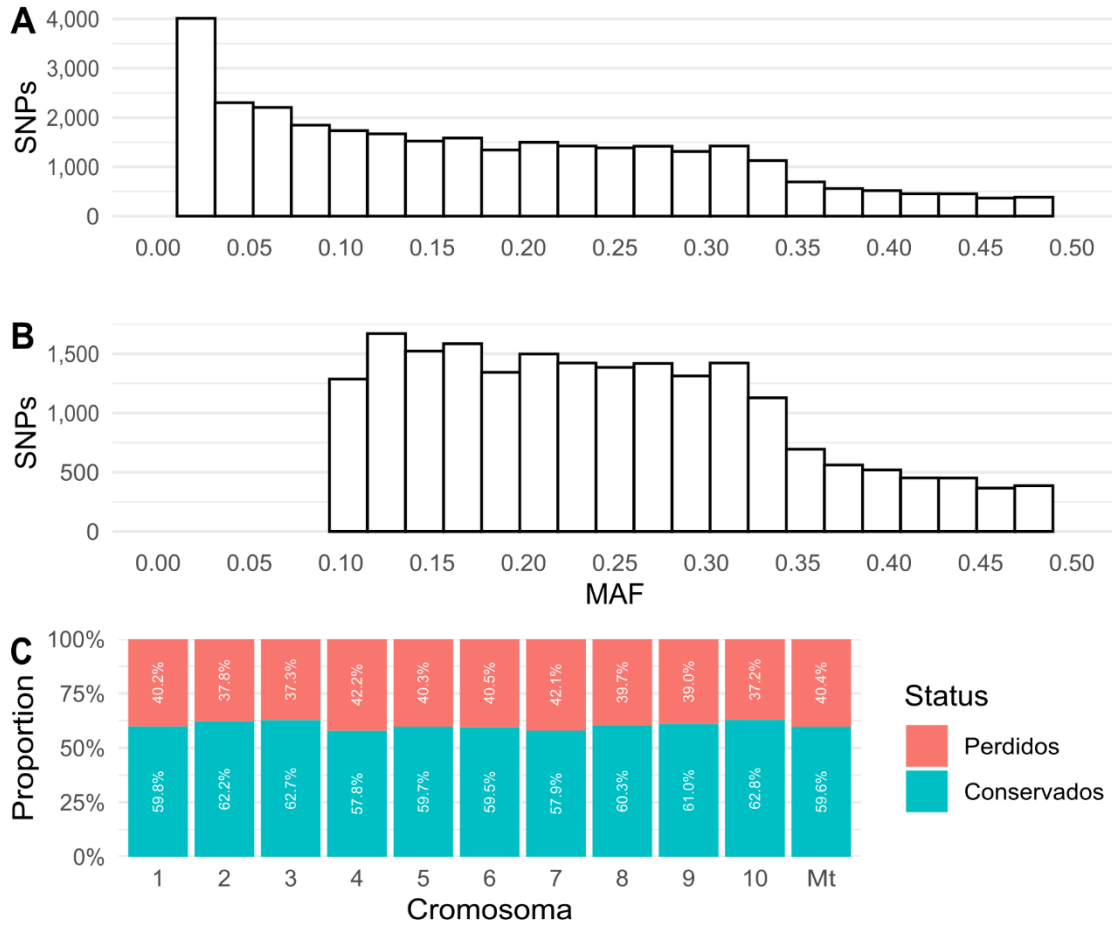 A
SNPs
4,000
3,000
2,000
1,000
0
0.00 0.05 0.10 0.15 0.20 0.25 0.30 0.35 0.40 0.45 0.50
B
SNPs
1,500
1,000
500
0
0.00 0.05 0.10 0.15 0.20 0.25 0.30 0.35 0.40 0.45 0.50
MAF
C
Proportion
100%
75%
50%
25%
0%
40.2% 37.8% 37.3% 42.2% 40.3% 40.5% 42.1% 39.7% 39.0% 37.2% 40.4%
59.8% 62.2% 62.7% 57.8% 59.7% 59.5% 57.9% 60.3% 61.0% 62.8% 59.6%
1 2 3 4 5 6 7 8 9 10 Mt
Cromosoma
Status
Perdidos
Conservados